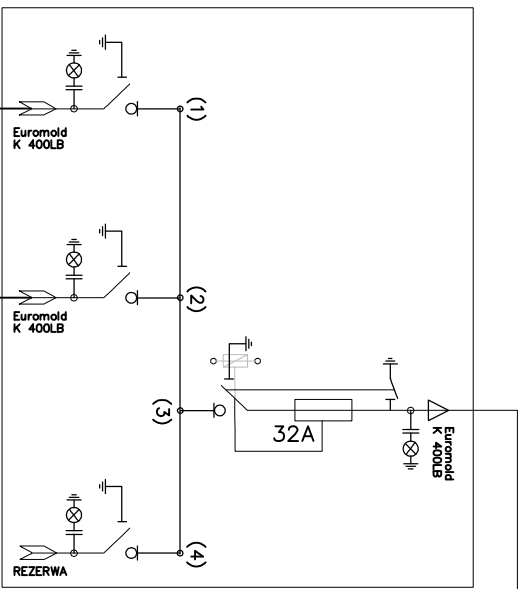 (1)
Euromold
K 400LB
(2)
Euromold
K 400LB
(3)
32A
Euromold
K 400LB
(4)
REZERWA